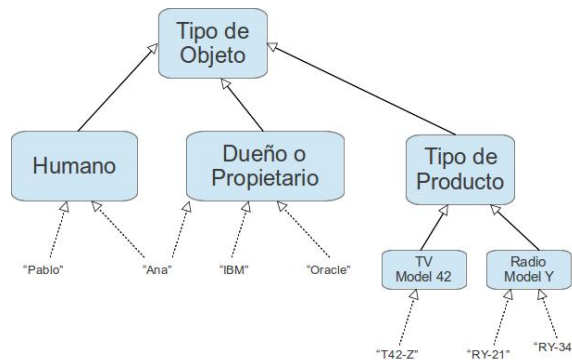 Tipo de
Objeto
Humano
Dueño o
Propietario
Tipo de
Producto
TV
Model 42
Radio
Model Y
"Pablo"
"Ana"
"IBM"
"Oracle"
"T42-Z"
"RY-21"
"RY-34